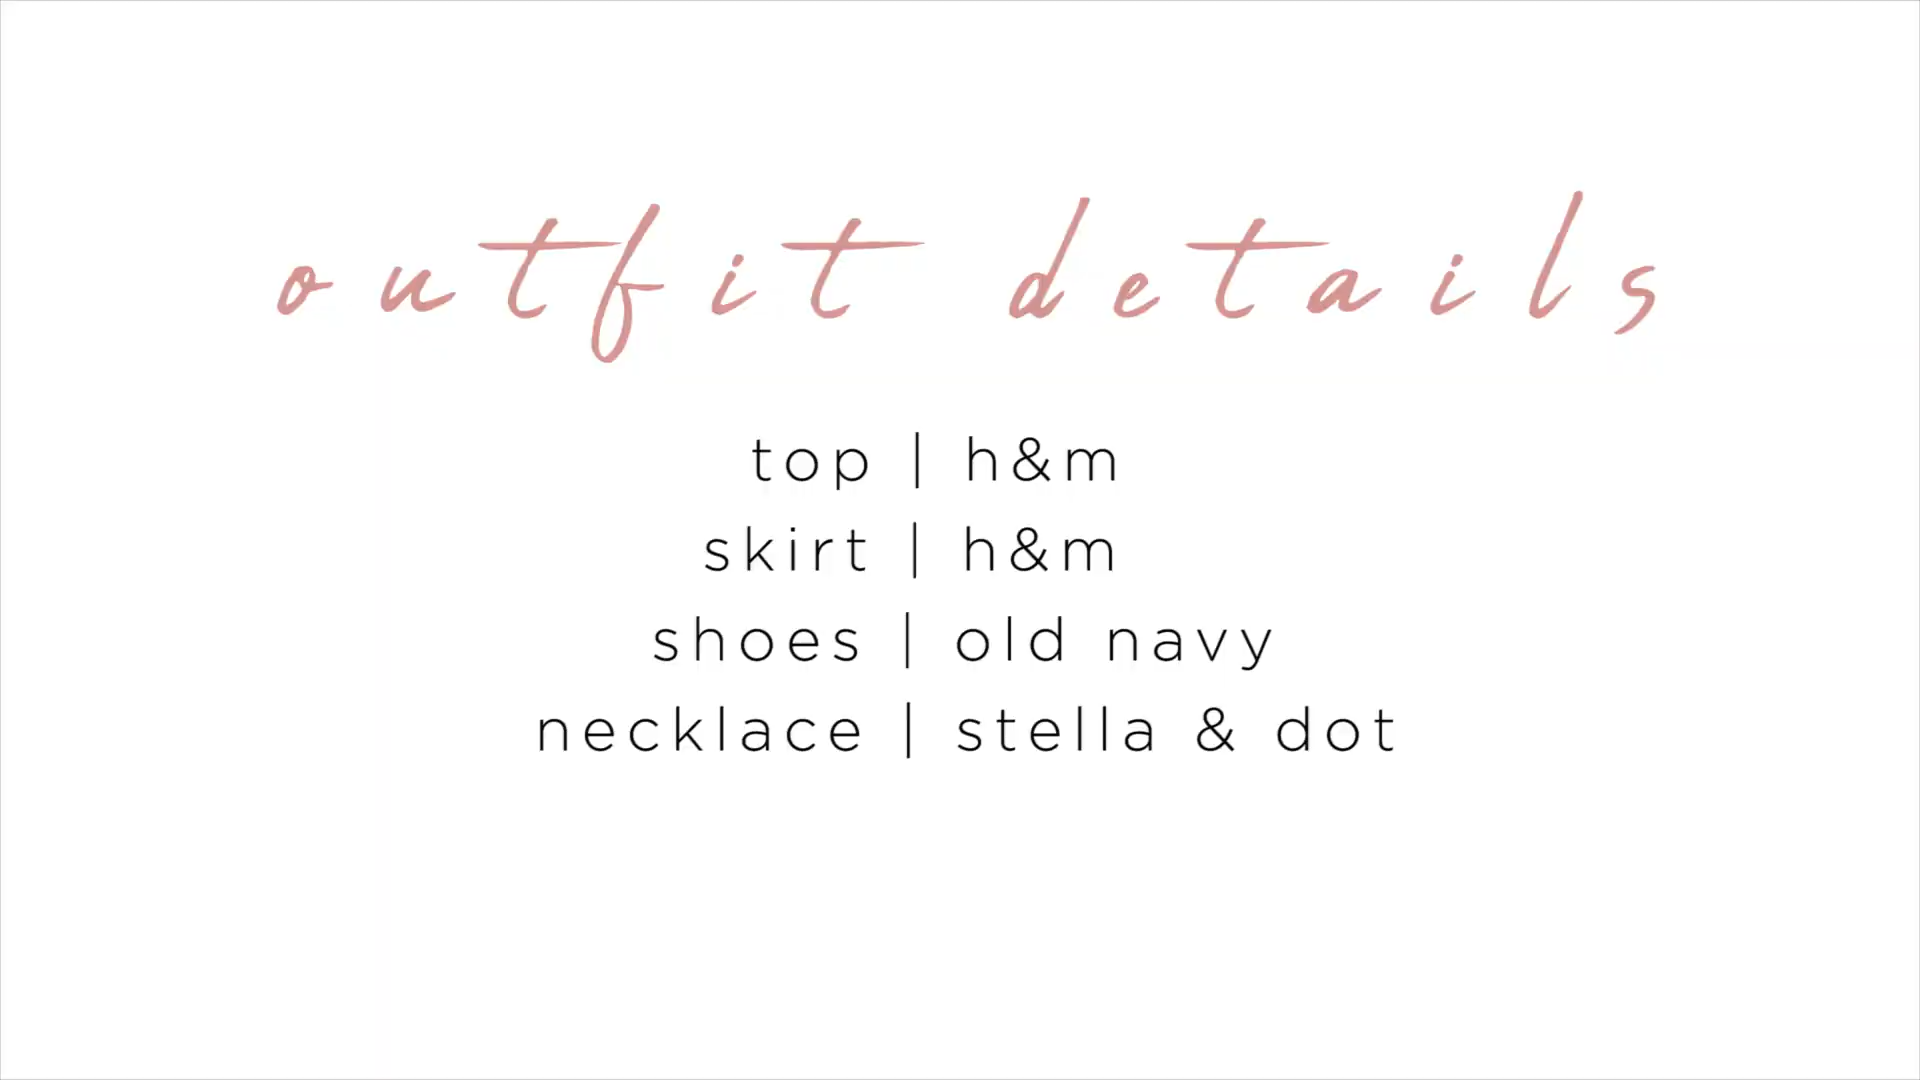 outfit details
top | h&m
skirt | h&m
shoes | old navy
necklace | stella & dot